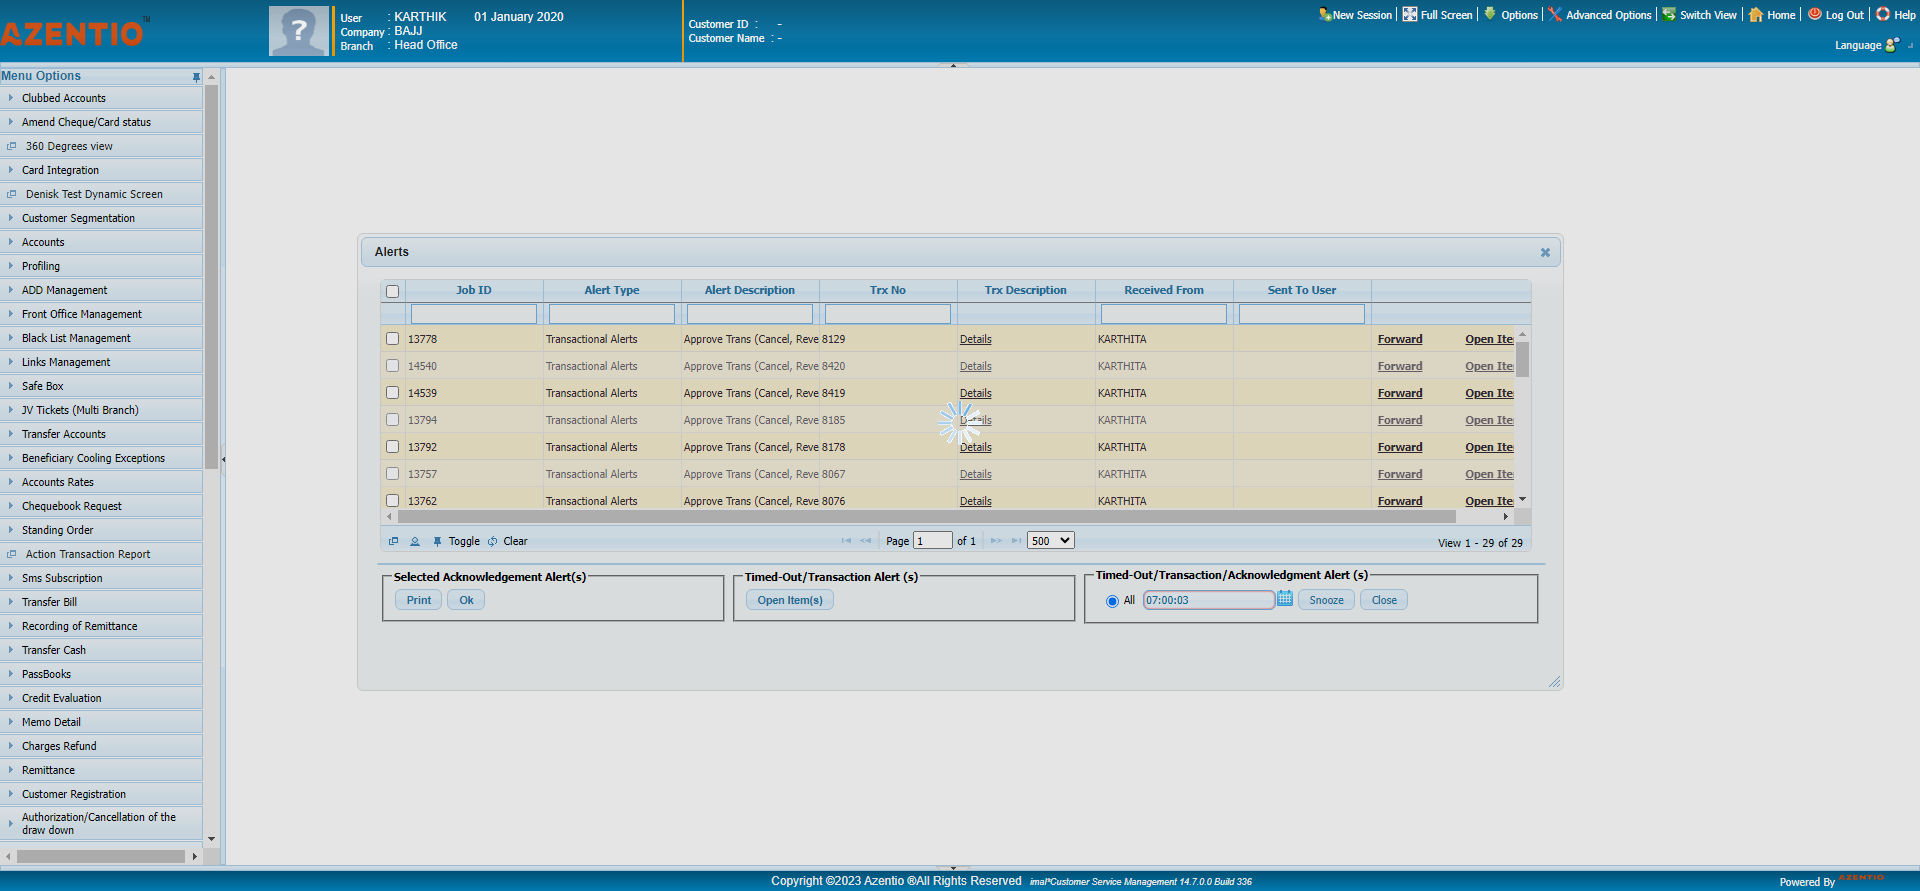 AZENTIO™
User : KARTHIK 01 January 2020
Company : BAJJ
Branch : Head Office
Customer ID : -
Customer Name : -
New Session Full Screen Options Advanced Options Switch View Home Log Out Help
Language
Menu Options
Clubbed Accounts
Amend Cheque/Card status
360 Degrees view
Card Integration
Denisk Test Dynamic Screen
Customer Segmentation
Accounts
Profiling
ADD Management
Front Office Management
Black List Management
Links Management
Safe Box
JV Tickets (Multi Branch)
Transfer Accounts
Beneficiary Cooling Exceptions
Accounts Rates
Chequebook Request
Standing Order
Action Transaction Report
Sms Subscription
Transfer Bill
Recording of Remittance
Transfer Cash
PassBooks
Credit Evaluation
Memo Detail
Charges Refund
Remittance
Customer Registration
Authorization/Cancellation of the
draw down
Alerts
Job ID Alert Type Alert Description Trx No Trx Description Received From Sent To User
13778 Transactional Alerts Approve Trans (Cancel, Reve 8129 Details KARTHITA Forward Open Ite
14540 Transactional Alerts Approve Trans (Cancel, Reve 8420 Details KARTHITA Forward Open Ite
14539 Transactional Alerts Approve Trans (Cancel, Reve 8419 Details KARTHITA Forward Open Ite
13794 Transactional Alerts Approve Trans (Cancel, Reve 8185 Details KARTHITA Forward Open Ite
13792 Transactional Alerts Approve Trans (Cancel, Reve 8178 Details KARTHITA Forward Open Ite
13757 Transactional Alerts Approve Trans (Cancel, Reve 8067 Details KARTHITA Forward Open Ite
13762 Transactional Alerts Approve Trans (Cancel, Reve 8076 Details KARTHITA Forward Open Ite
Toggle Clear Page 1 of 1 500 View 1 - 29 of 29
Selected Acknowledgement Alert(s)
Print Ok
Timed-Out/Transaction Alert (s)
Open Item(s)
Timed-Out/Transaction/Acknowledgment Alert (s)
All 07:00:03 Snooze Close
Copyright ©2023 Azentio ®All Rights Reserved imal*Customer Service Management 14.7.0.0 Build 336
Powered By AZENTIO